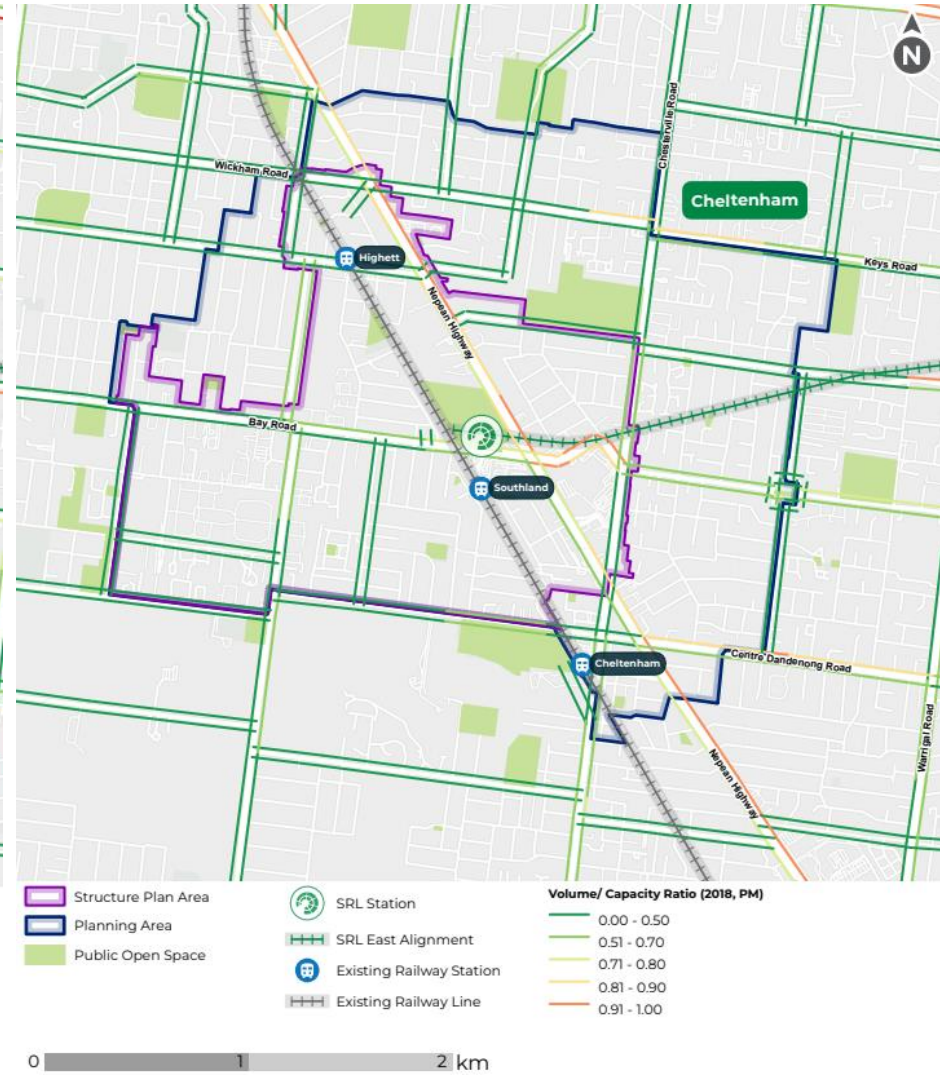 N
Chesterville Road
Wickham Road
Cheltenham
Highett
Keys Road
Nepean Highway
Bay Road
Southland
Cheltenham
Centre Dandenong Road
Warrigal Road
Nepean Highway
Structure Plan Area
Planning Area
Public Open Space
SRL Station
SRL East Alignment
Existing Railway Station
Existing Railway Line
Volume/ Capacity Ratio (2018, PM)
0.00 - 0.50
0.51 - 0.70
0.71 - 0.80
0.81 - 0.90
0.91 - 1.00
0 1 2 km